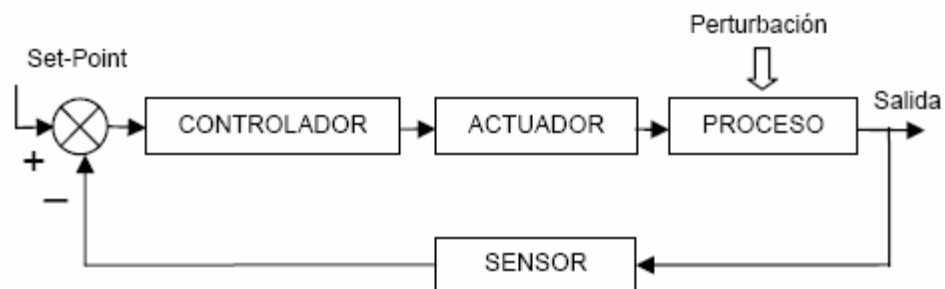 Perturbación
Set-Point
Salida
CONTROLADOR
ACTUADOR
PROCESO
+
−
SENSOR